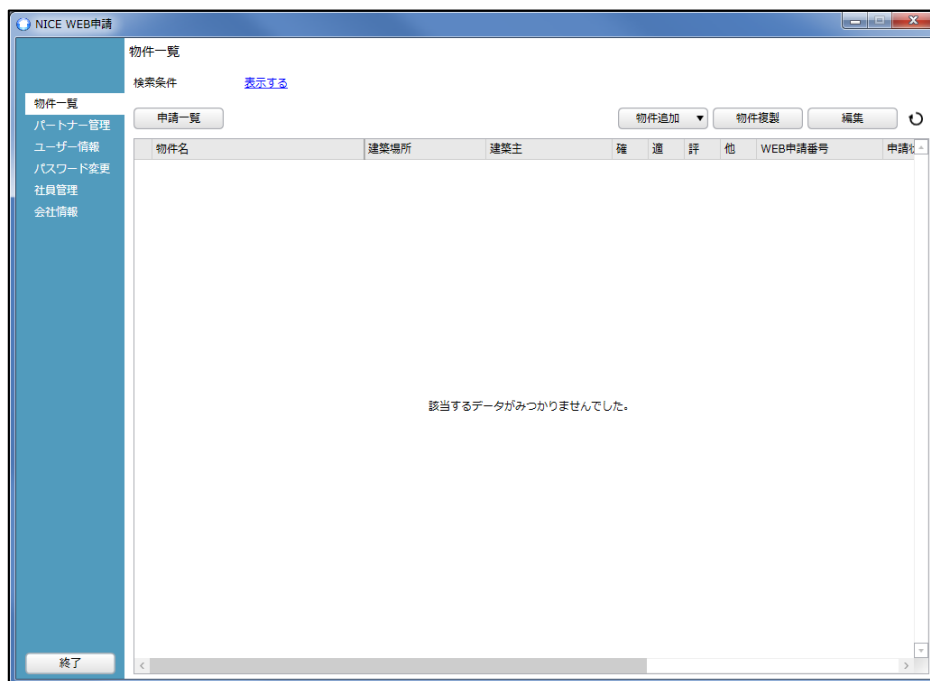 NICE WEB申請
物件一覧
検索条件 表示する
物件一覧
パートナー管理
ユーザー情報
パスワード変更
社員管理
会社情報
申請一覧 物件追加 ▼ 物件複製 編集
物件名 建築場所 建築主 確 適 評 他 WEB申請番号 申請
該当するデータがみつかりませんでした。
終了